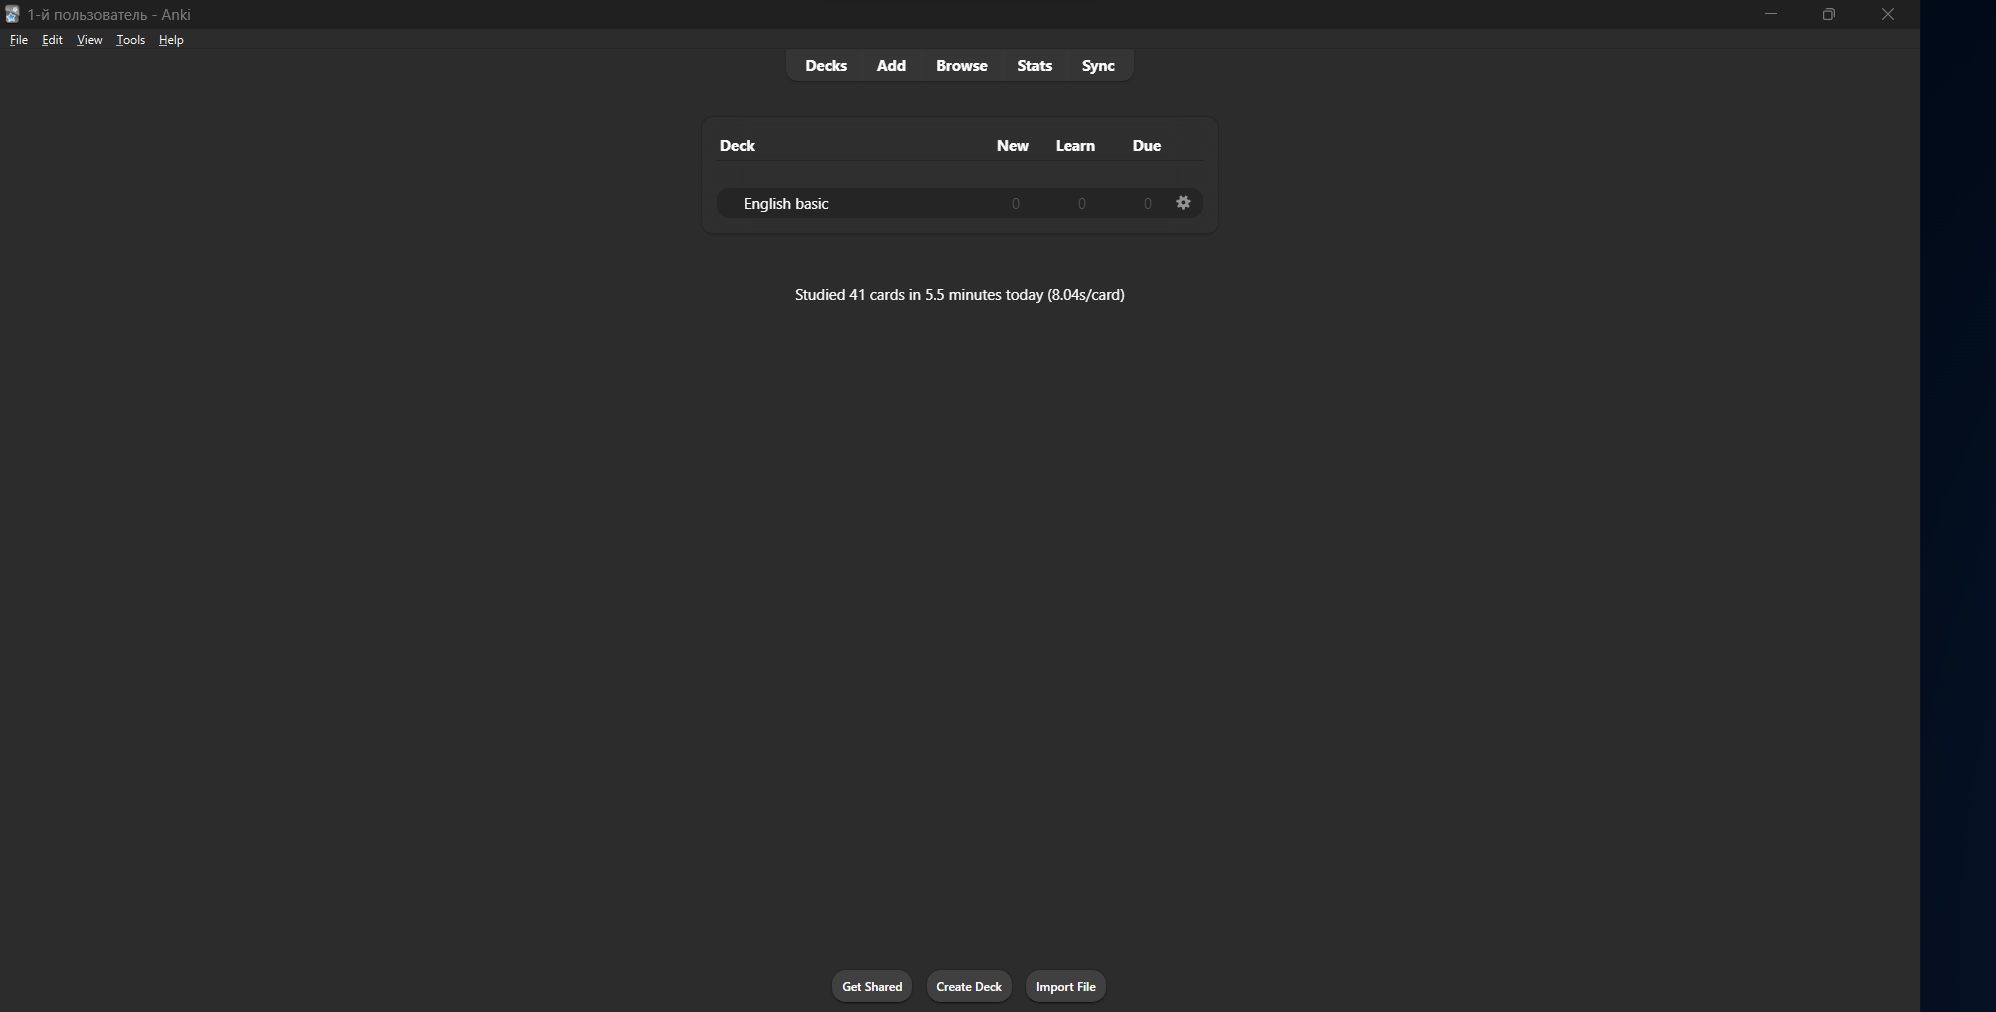 1-й пользователь - Anki
File Edit View Tools Help
Decks Add Browse Stats Sync
Deck New Learn Due
English basic 0 0 0
Studied 41 cards in 5.5 minutes today (8.04s/card)
Get Shared Create Deck Import File